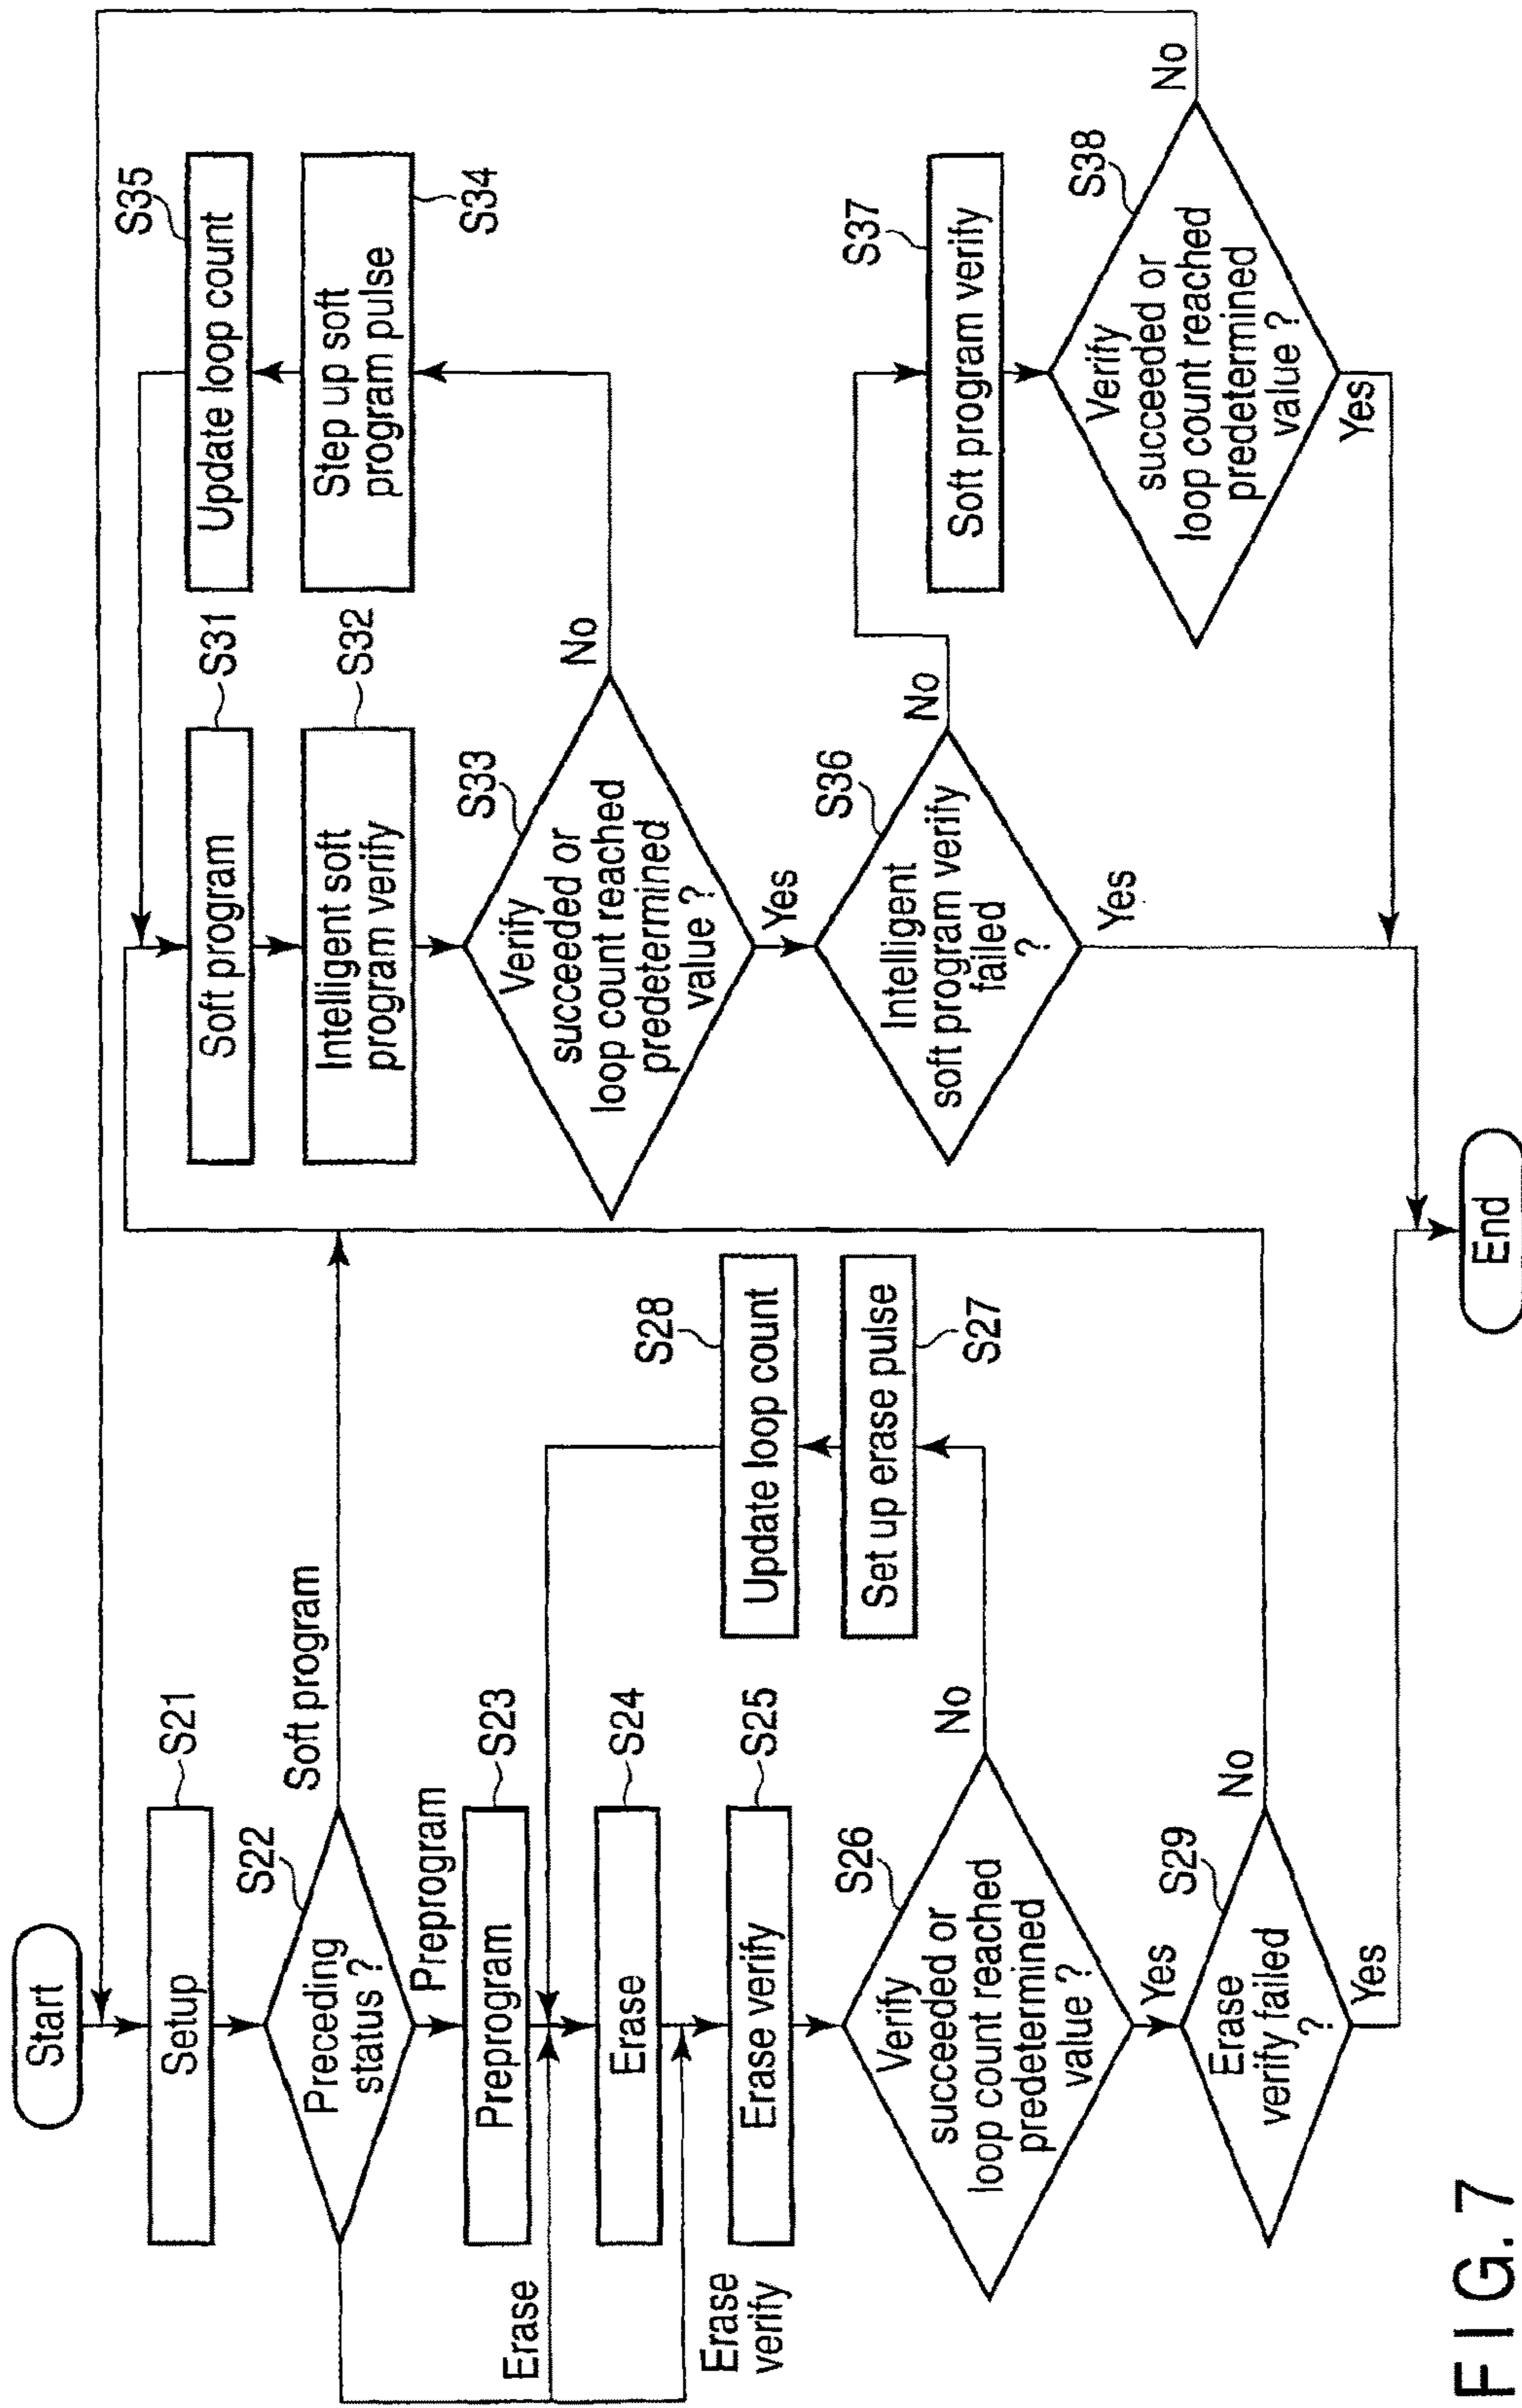 Start
Setup
S21
Preceding
status ?
S22
Soft program
Preprogram
Preprogram
S23
Erase
Erase
S24
Erase
verify
Erase verify
S25
Verify
succeeded or
loop count reached
predetermined
value ?
S26
No
Yes
Set up erase pulse
S27
Update loop count
S28
Erase
verify failed
?
S29
No
Yes
Soft program
S31
Intelligent soft
program verify
S32
Verify
succeeded or
loop count reached
predetermined
value ?
S33
No
Yes
Step up soft
program pulse
S34
Update loop count
S35
Intelligent
soft program verify
failed
?
S36
No
Yes
Soft program verify
S37
Verify
succeeded or
loop count reached
predetermined
value ?
S38
No
Yes
End
FIG. 7